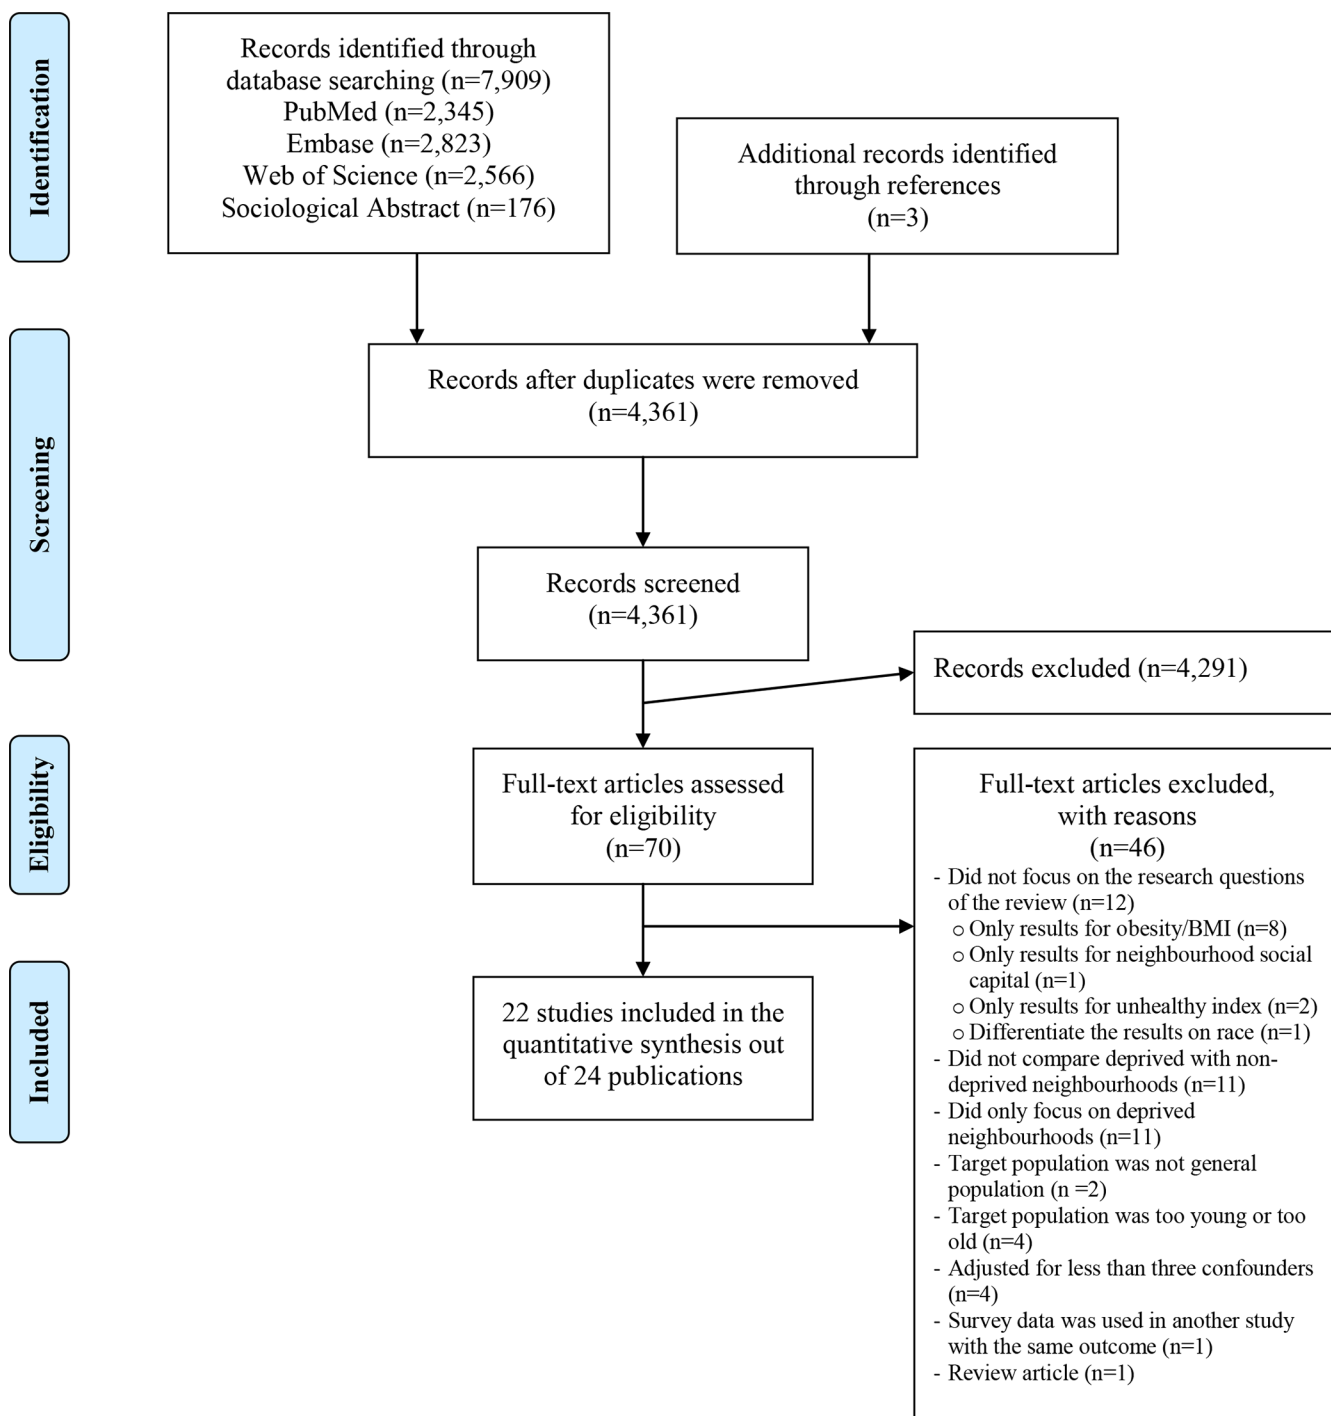 Identification
Records identified through
database searching (n=7,909)
PubMed (n=2,345)
Embase (n=2,823)
Web of Science (n=2,566)
Sociological Abstract (n=176)
Additional records identified
through references
(n=3)
Screening
Records after duplicates were removed
(n=4,361)
Records screened
(n=4,361)
Records excluded (n=4,291)
Eligibility
Full-text articles assessed
for eligibility
(n=70)
Full-text articles excluded,
with reasons
(n=46)
- Did not focus on the research questions
of the review (n=12)
o Only results for obesity/BMI (n=8)
o Only results for neighbourhood social
capital (n=1)
o Only results for unhealthy index (n=2)
o Differentiate the results on race (n=1)
- Did not compare deprived with non-
deprived neighbourhoods (n=11)
- Did only focus on deprived
neighbourhoods (n=11)
- Target population was not general
population (n =2)
- Target population was too young or too
old (n=4)
- Adjusted for less than three confounders
(n=4)
- Survey data was used in another study
with the same outcome (n=1)
- Review article (n=1)
Included
22 studies included in the
quantitative synthesis out
of 24 publications